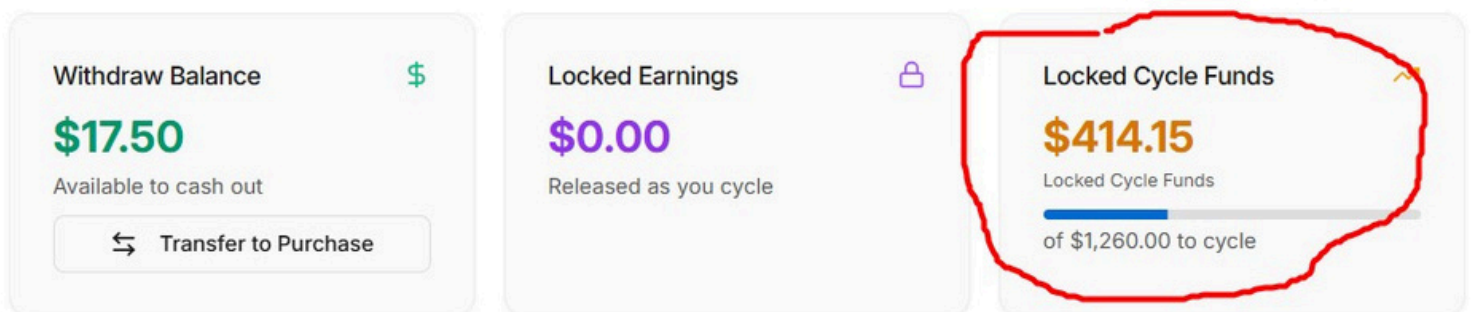 Withdraw Balance
$17.50
Available to cash out
Transfer to Purchase
Locked Earnings
$0.00
Released as you cycle
Locked Cycle Funds
$414.15
Locked Cycle Funds
of $1,260.00 to cycle